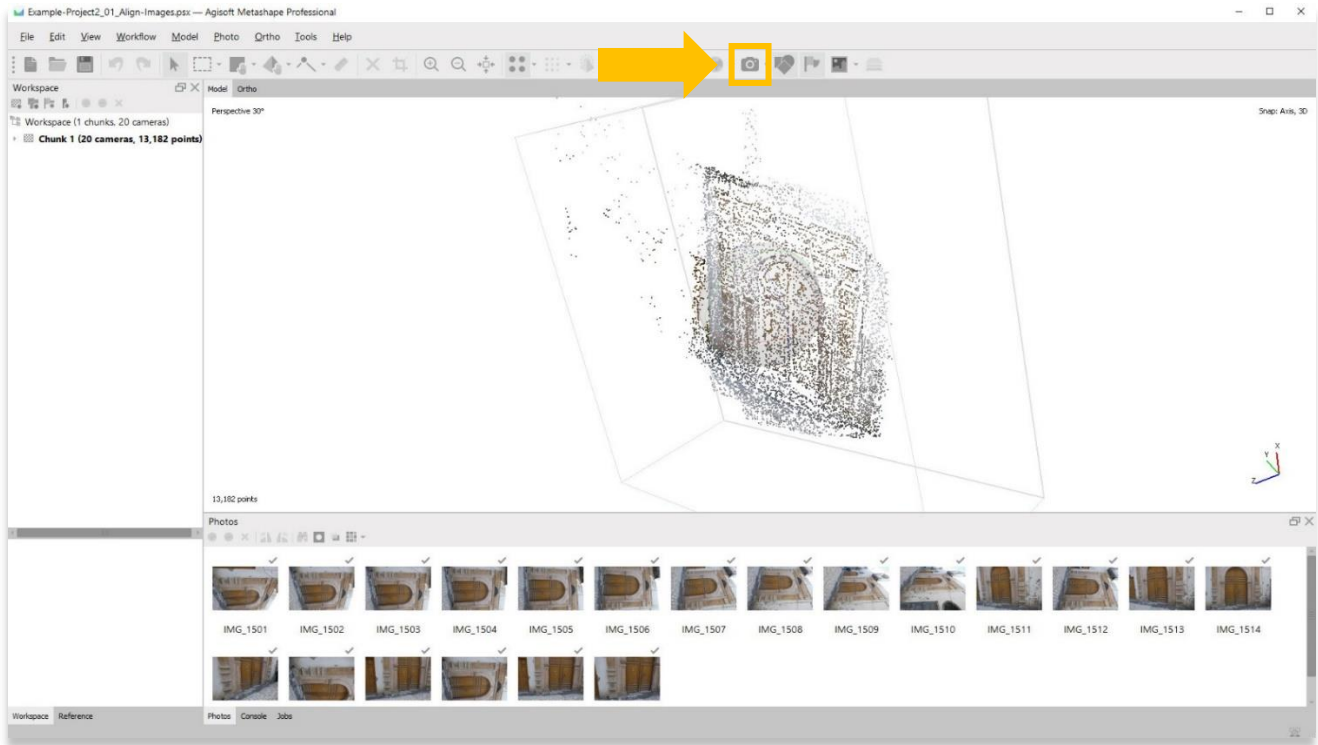 Example-Project2_01_Align-Images.psx — Agisoft Metashape Professional
File Edit View Workflow Model Photo Ortho Tools Help
Workspace
Model Ortho
Perspective 30°
Snap: Axis, 3D
Workspace (1 chunks, 20 cameras)
Chunk 1 (20 cameras, 13,182 points)
X
Y
Z
13,182 points
Photos
IMG_1501 IMG_1502 IMG_1503 IMG_1504 IMG_1505 IMG_1506 IMG_1507 IMG_1508 IMG_1509 IMG_1510 IMG_1511 IMG_1512 IMG_1513 IMG_1514
Workspace Reference
Photos Console Jobs